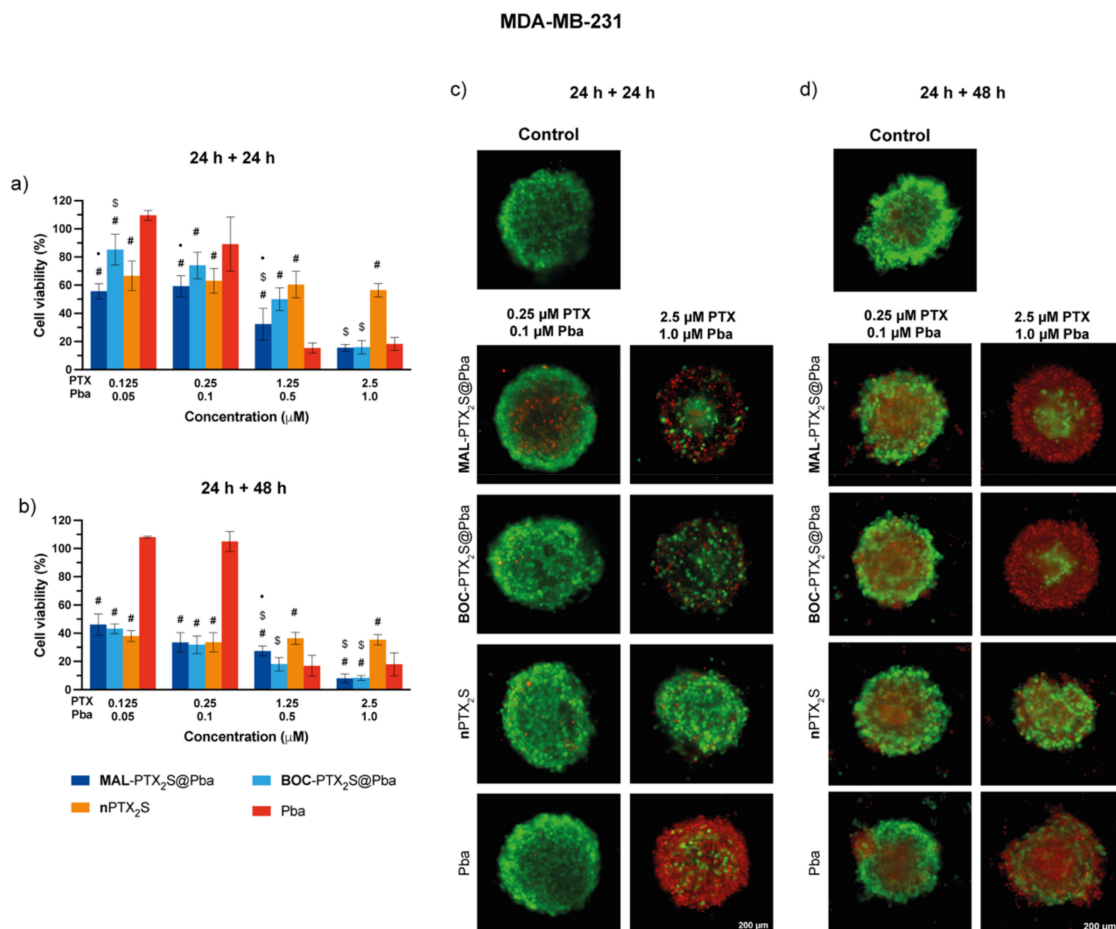 MDA-MB-231
a)
24 h + 24 h
Cell viability (%)
120
100
80
60
40
20
0
• # $ # # • # # # • $ # # # $ $ #
PTX 0.125 0.25 1.25 2.5
Pba 0.05 0.1 0.5 1.0
Concentration (μM)
b)
24 h + 48 h
Cell viability (%)
120
100
80
60
40
20
0
# # # # # # • $ # $ # $ # $ # #
PTX 0.125 0.25 1.25 2.5
Pba 0.05 0.1 0.5 1.0
Concentration (μM)
MAL-PTX₂S@Pba
BOC-PTX₂S@Pba
nPTX₂S
Pba
c)
24 h + 24 h
Control
0.25 μM PTX
0.1 μM Pba
2.5 μM PTX
1.0 μM Pba
MAL-PTX₂S@Pba
BOC-PTX₂S@Pba
nPTX₂S
Pba
200 μm
d)
24 h + 48 h
Control
0.25 μM PTX
0.1 μM Pba
2.5 μM PTX
1.0 μM Pba
MAL-PTX₂S@Pba
BOC-PTX₂S@Pba
nPTX₂S
Pba
200 μm